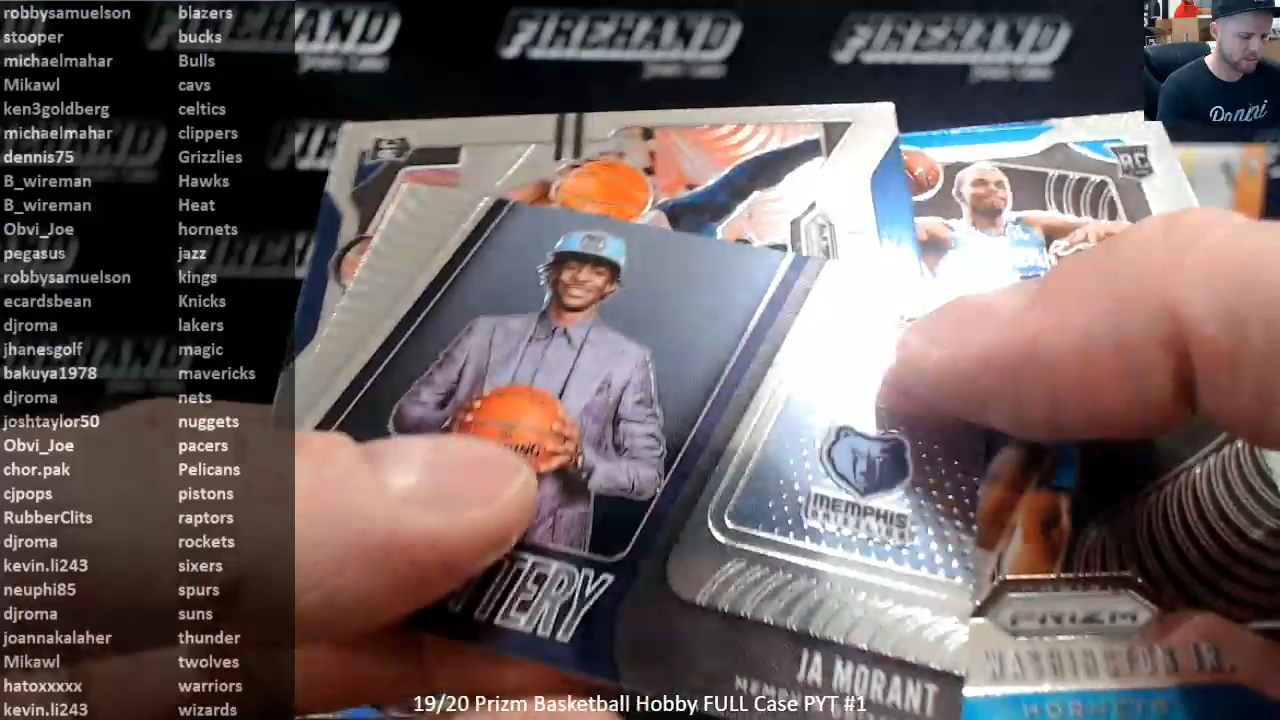 robbysamuelson blazers
stooper bucks
michaelmahar Bulls
Mikawl cavs
ken3goldberg celtics
michaelmahar clippers
dennis75 Grizzlies
B_wireman Hawks
B_wireman Heat
Obvi_Joe hornets
pegasus jazz
robbysamuelson kings
ecardsbean Knicks
djroma lakers
jhanesgolf magic
bakuya1978 mavericks
djroma nets
joshtaylor50 nuggets
Obvi_Joe pacers
chor.pak Pelicans
cjpops pistons
RubberClits raptors
djroma rockets
kevin.li243 sixers
neuphi85 spurs
djroma suns
joannakalaher thunder
Mikawl twolves
hatoxxxxx warriors
kevin.li243 wizards
FIREHAND
FIREHAND
RC
MEMPHIS
TERY
JA MORANT
PRIZM
WASHINGTON JR.
HORNETS
19/20 Prizm Basketball Hobby FULL Case PYT #1